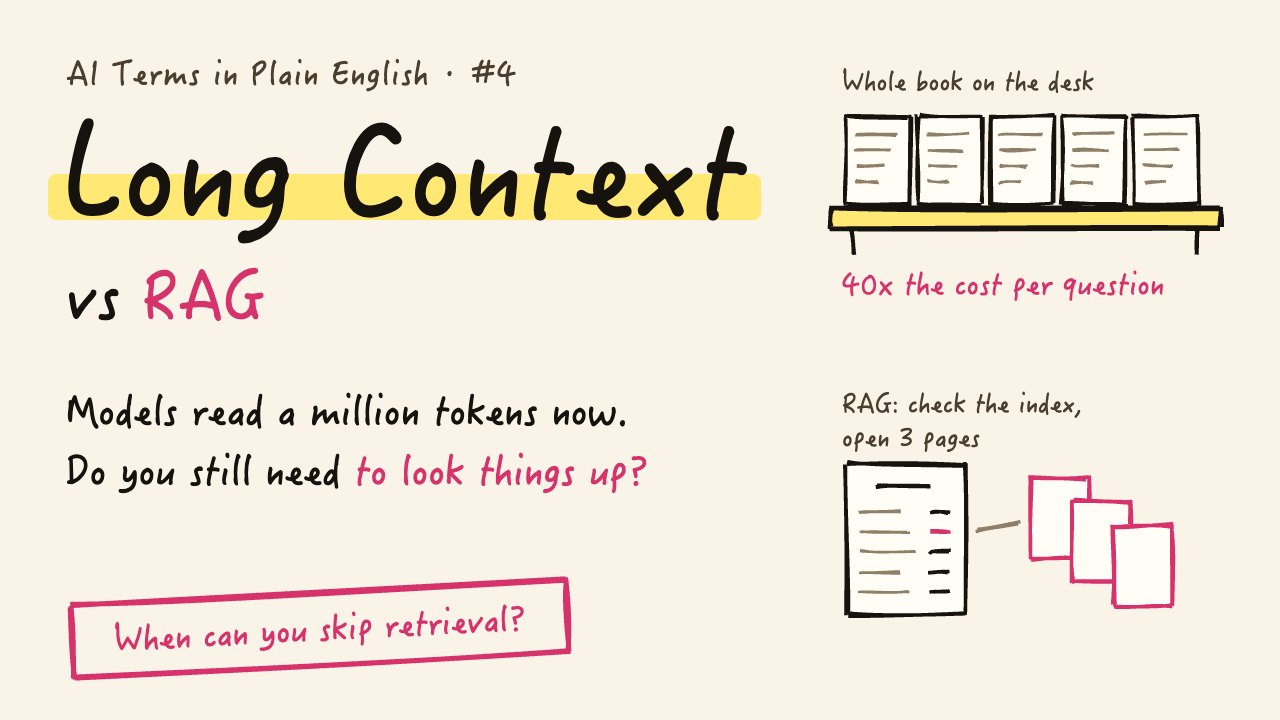 AI Terms in Plain English · #4
Long Context
vs RAG
Models read a million tokens now.
Do you still need to look things up?
When can you skip retrieval?
Whole book on the desk
40x the cost per question
RAG: check the index,
open 3 pages